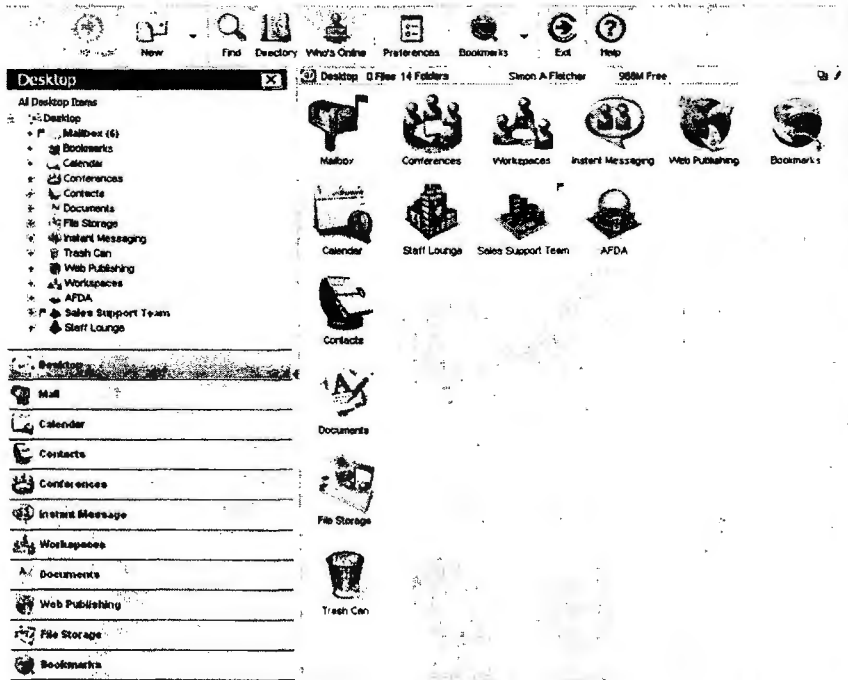 New Find Directory Who's Online Preferences Bookmarks Exit Help
Desktop
Desktop 0 Files 14 Folders Simon A Fletcher 988M Free
All Desktop Items
Desktop
Mailbox (6)
Bookmarks
Calendar
Conferences
Contacts
Documents
File Storage
Instant Messaging
Trash Can
Web Publishing
Workspaces
AFDA
Sales Support Team
Staff Lounge
Desktop
Mail
Calendar
Contacts
Conferences
Instant Message
Workspaces
Documents
Web Publishing
File Storage
Bookmarks
Mailbox Conferences Workspaces Instant Messaging Web Publishing Bookmarks
Calendar Staff Lounge Sales Support Team AFDA
Contacts
Documents
File Storage
Trash Can